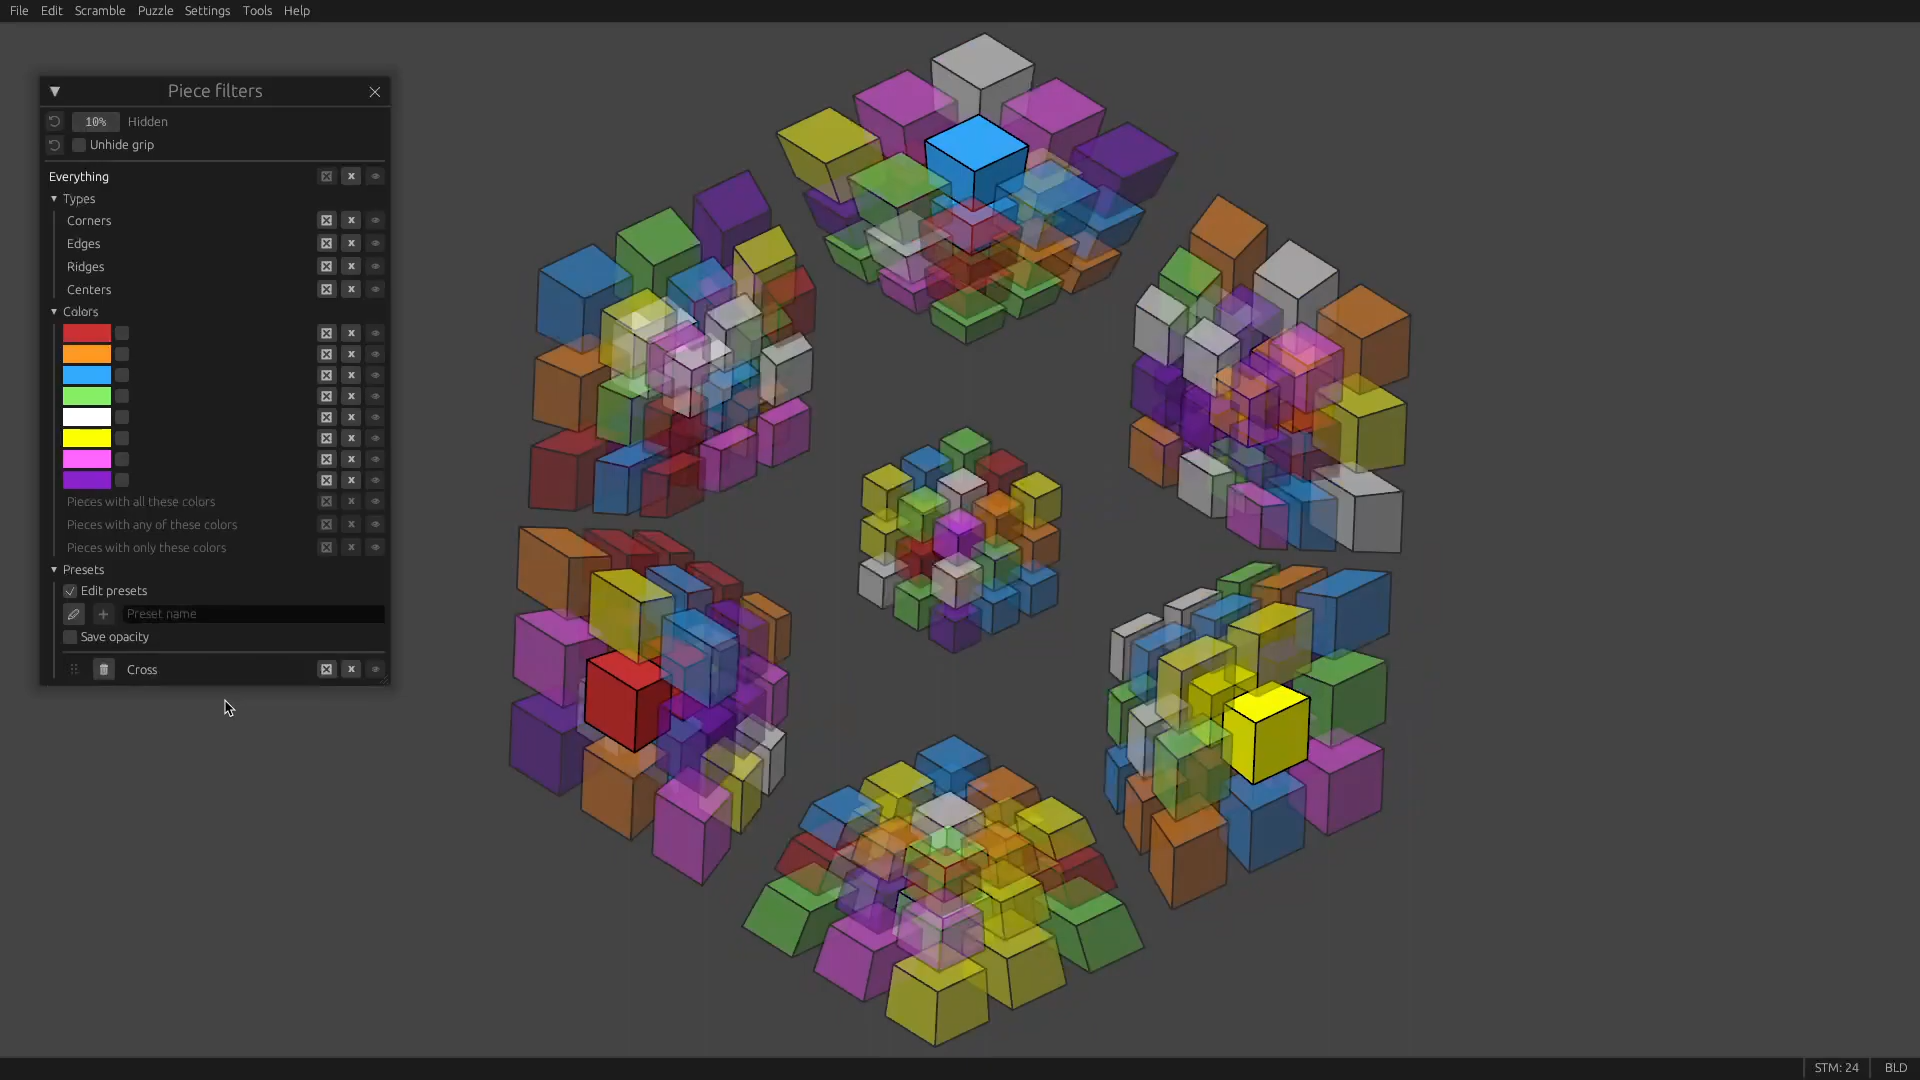 File Edit Scramble Puzzle Settings Tools Help
Piece filters
10% Hidden
Unhide grip
Everything
Types
Corners
Edges
Ridges
Centers
Colors
Pieces with all these colors
Pieces with any of these colors
Pieces with only these colors
Presets
Edit presets
Preset name
Save opacity
Cross
STM: 24 BLD